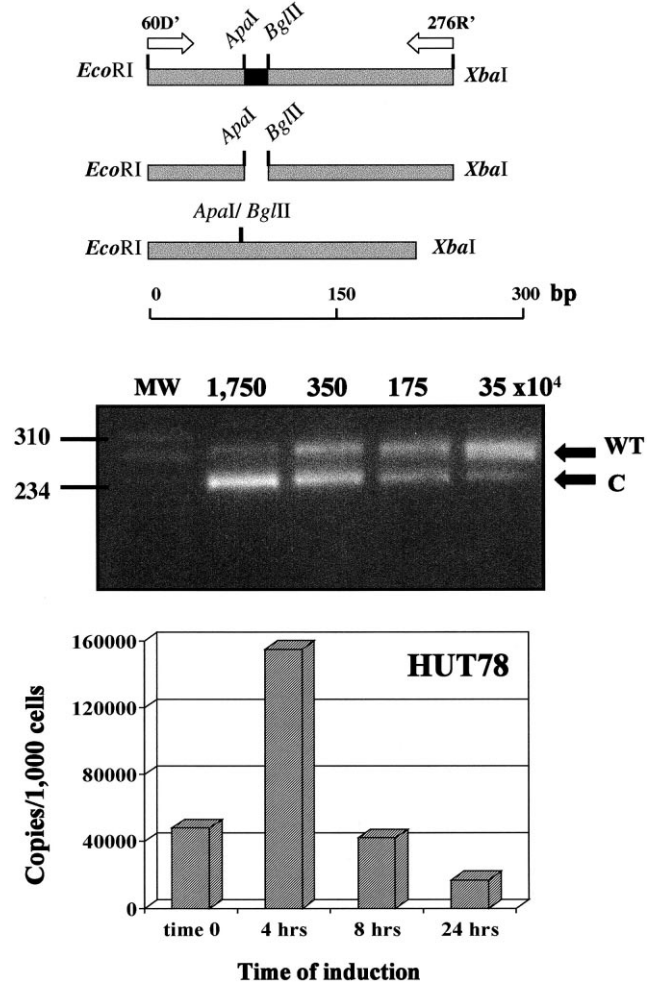 60D’ ApaI BglII 276R’
EcoRI XbaI
ApaI BglII
EcoRI XbaI
ApaI/ BglII
EcoRI XbaI
0 150 300 bp
MW 1,750 350 175 35 x10⁴
310
WT
234
C
160000
HUT78
120000
80000
40000
0
Copies/1,000 cells
time 0 4 hrs 8 hrs 24 hrs
Time of induction